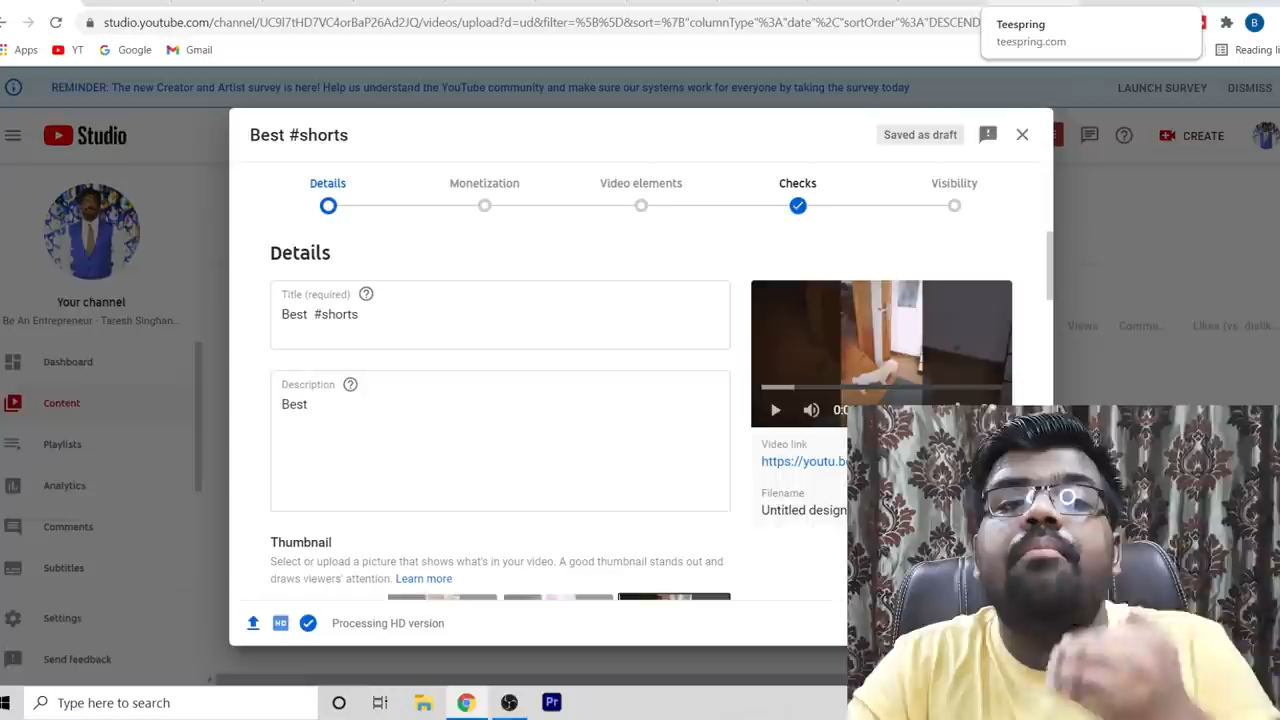 studio.youtube.com/channel/UC9I7tHD7VC4orBaP26Ad2JQ/videos/upload?d=ud&filter=%5B%5D&sort=%7B"columnType"%3A"date"%2C"sortOrder"%3A"DESCEND
Teespring
teespring.com
B
Apps
YT
Google
Gmail
Reading li
REMINDER: The new Creator and Artist survey is here! Help us understand the YouTube community and make sure our systems work for everyone by taking the survey today
LAUNCH SURVEY
DISMISS
Studio
CREATE
Best #shorts
Saved as draft
Details
Monetization
Video elements
Checks
Visibility
Details
Title (required)
Best #shorts
Description
Best
Your channel
Be An Entrepreneur - Taresh Singhan...
Dashboard
Content
Playlists
Analytics
Comments
Subtitles
Settings
Send feedback
Views
Commu...
Likes (vs. dislik...
0:0
Video link
https://youtu.b
Filename
Untitled design
Thumbnail
Select or upload a picture that shows what's in your video. A good thumbnail stands out and
draws viewers' attention. Learn more
HD
Processing HD version
Type here to search
Pr